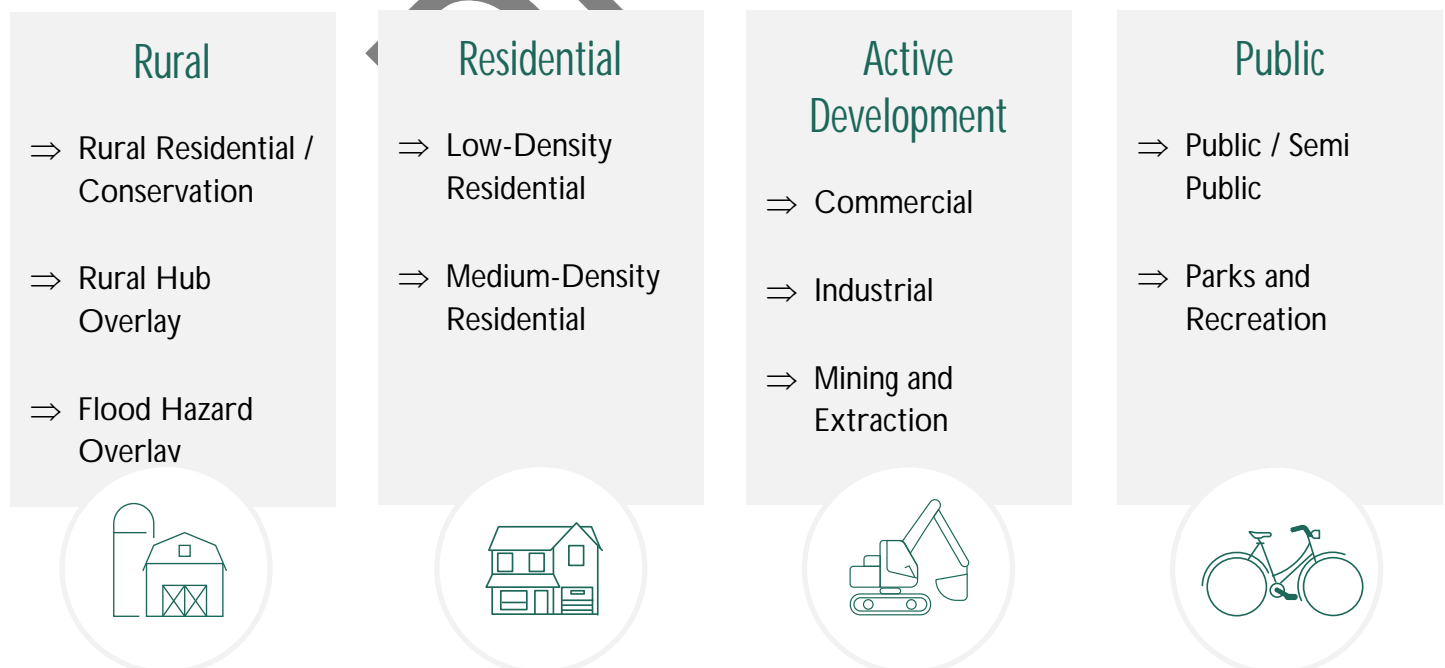 Rural
⇒ Rural Residential /
Conservation
⇒ Rural Hub
Overlay
⇒ Flood Hazard
Overlay
Residential
⇒ Low-Density
Residential
⇒ Medium-Density
Residential
Active
Development
⇒ Commercial
⇒ Industrial
⇒ Mining and
Extraction
Public
⇒ Public / Semi
Public
⇒ Parks and
Recreation